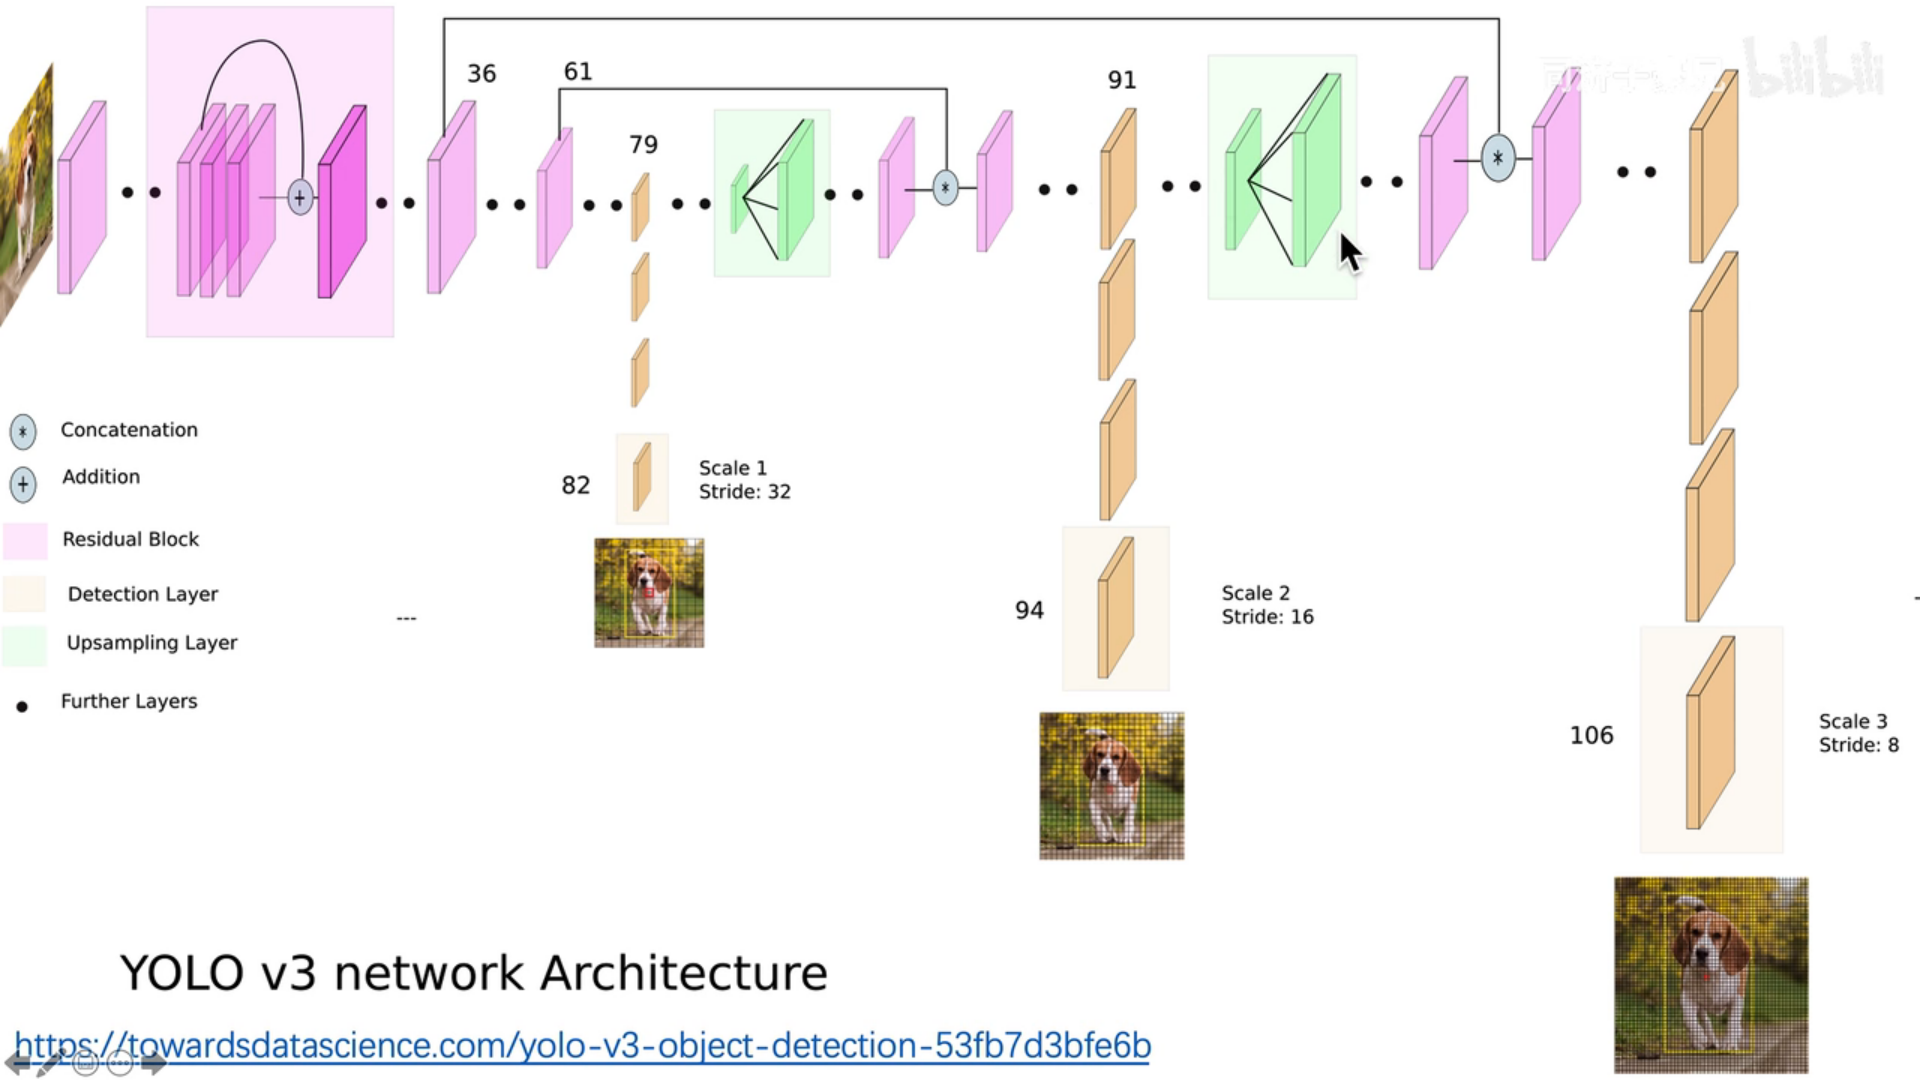 36
61
79
91
bilibili
Concatenation
Addition
Residual Block
Detection Layer
Upsampling Layer
Further Layers
---
82
Scale 1
Stride: 32
94
Scale 2
Stride: 16
106
Scale 3
Stride: 8
YOLO v3 network Architecture
https://towardsdatascience.com/yolo-v3-object-detection-53fb7d3bfe6b